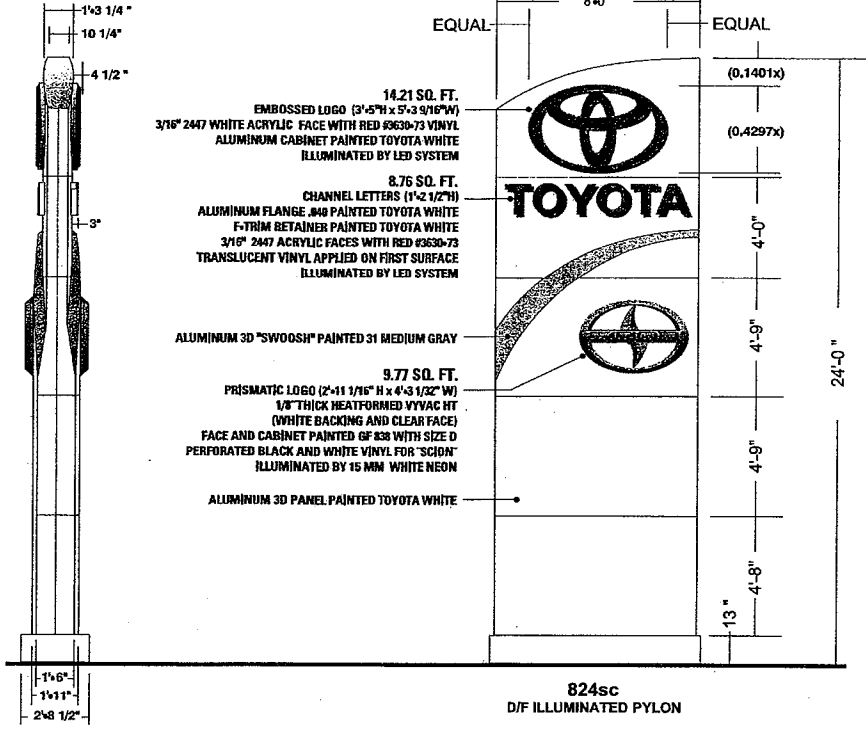 1'-3 1/4"
10 1/4"
4 1/2"
3"
1'-6"
1'-11"
2'-8 1/2"
14.21 SQ. FT.
EMBOSSED LOGO (3'-5"H x 5'-3 9/16"W)
3/16" 2447 WHITE ACRYLIC FACE WITH RED #3630-73 VINYL
ALUMINUM CABINET PAINTED TOYOTA WHITE
ILLUMINATED BY LED SYSTEM
8.76 SQ. FT.
CHANNEL LETTERS (1'-2 1/2"H)
ALUMINUM FLANGE .040 PAINTED TOYOTA WHITE
F-TRIM RETAINER PAINTED TOYOTA WHITE
3/16" 2447 ACRYLIC FACES WITH RED #3630-73
TRANSLUCENT VINYL APPLIED ON FIRST SURFACE
ILLUMINATED BY LED SYSTEM
ALUMINUM 3D "SWOOSH" PAINTED 31 MEDIUM GRAY
9.77 SQ. FT.
PRISMATIC LOGO (2'-11 1/16" H x 4'-3 1/32" W)
1/8" THICK HEATFORMED VYVAC HT
(WHITE BACKING AND CLEAR FACE)
FACE AND CABINET PAINTED GF 838 WITH SIZE D
PERFORATED BLACK AND WHITE VINYL FOR "SCION"
ILLUMINATED BY 15 MM WHITE NEON
ALUMINUM 3D PANEL PAINTED TOYOTA WHITE
EQUAL
EQUAL
TOYOTA
(0.1401x)
(0.4297x)
4'-0"
4'-9"
4'-9"
4'-8"
13"
24'-0"
824sc
D/F ILLUMINATED PYLON